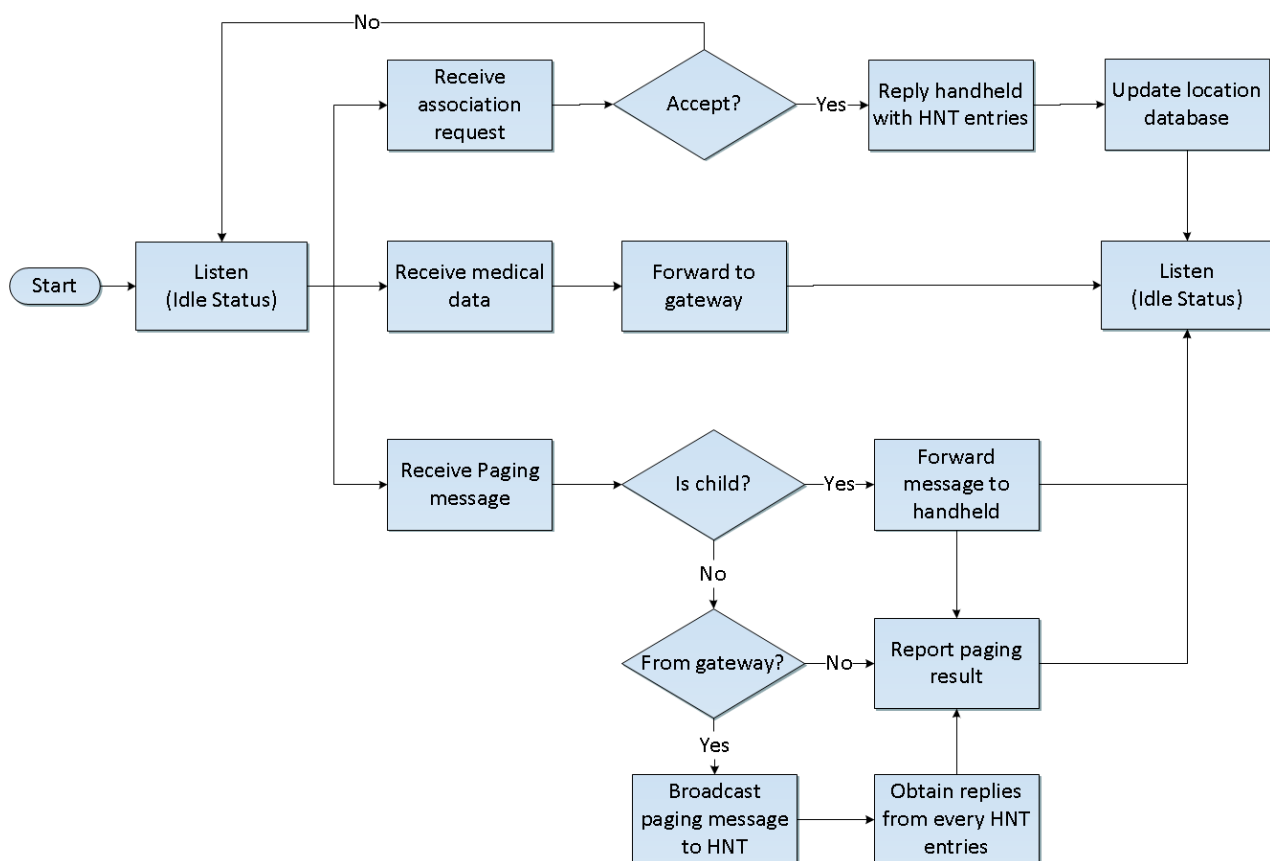 No
Receive
association
request
Accept?
Yes
Reply handheld
with HNT entries
Update location
database
Start
Listen
(Idle Status)
Receive medical
data
Forward to
gateway
Listen
(Idle Status)
Receive Paging
message
Is child?
Yes
Forward
message to
handheld
No
From gateway?
No
Report paging
result
Yes
Broadcast
paging message
to HNT
Obtain replies
from every HNT
entries